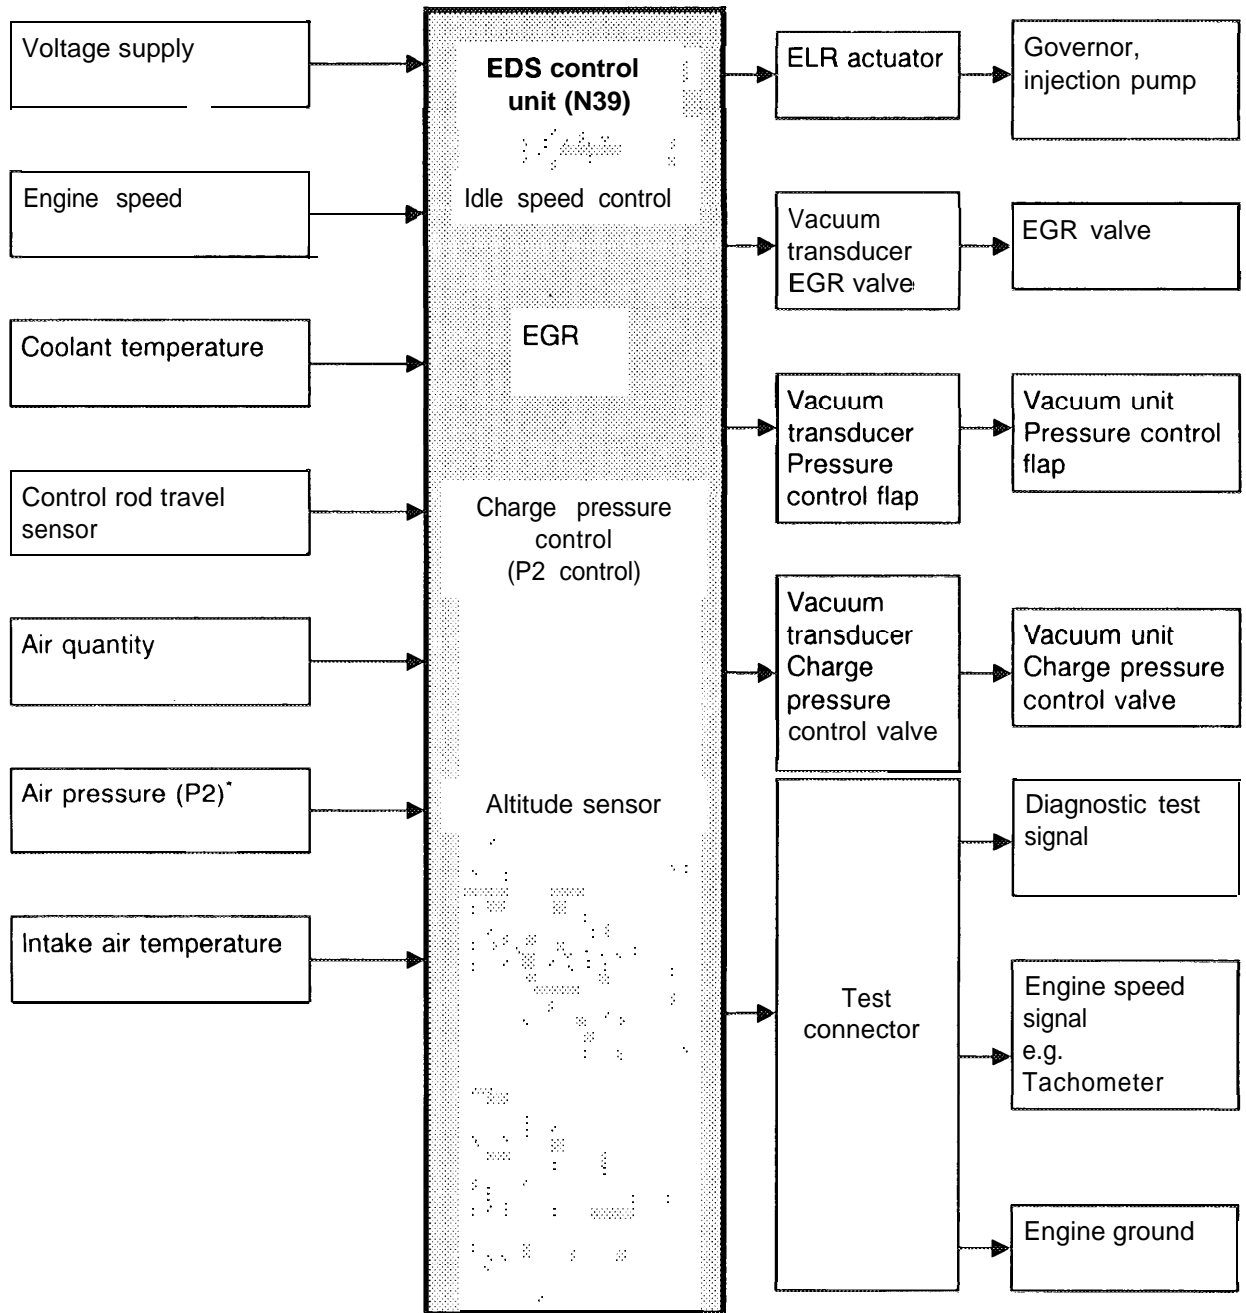 Voltage supply
Engine speed
Coolant temperature
Control rod travel
sensor
Air quantity
Air pressure (P2)*
Intake air temperature
EDS control
unit (N39)
Idle speed control
EGR
Charge pressure
control
(P2 control)
Altitude sensor
ELR actuator
Governor,
injection pump
Vacuum
transducer
EGR valve
EGR valve
Vacuum
transducer
Pressure
control flap
Vacuum unit
Pressure control
flap
Vacuum
transducer
Charge
pressure
control valve
Vacuum unit
Charge pressure
control valve
Test
connector
Diagnostic test
signal
Engine speed
signal
e.g.
Tachometer
Engine ground